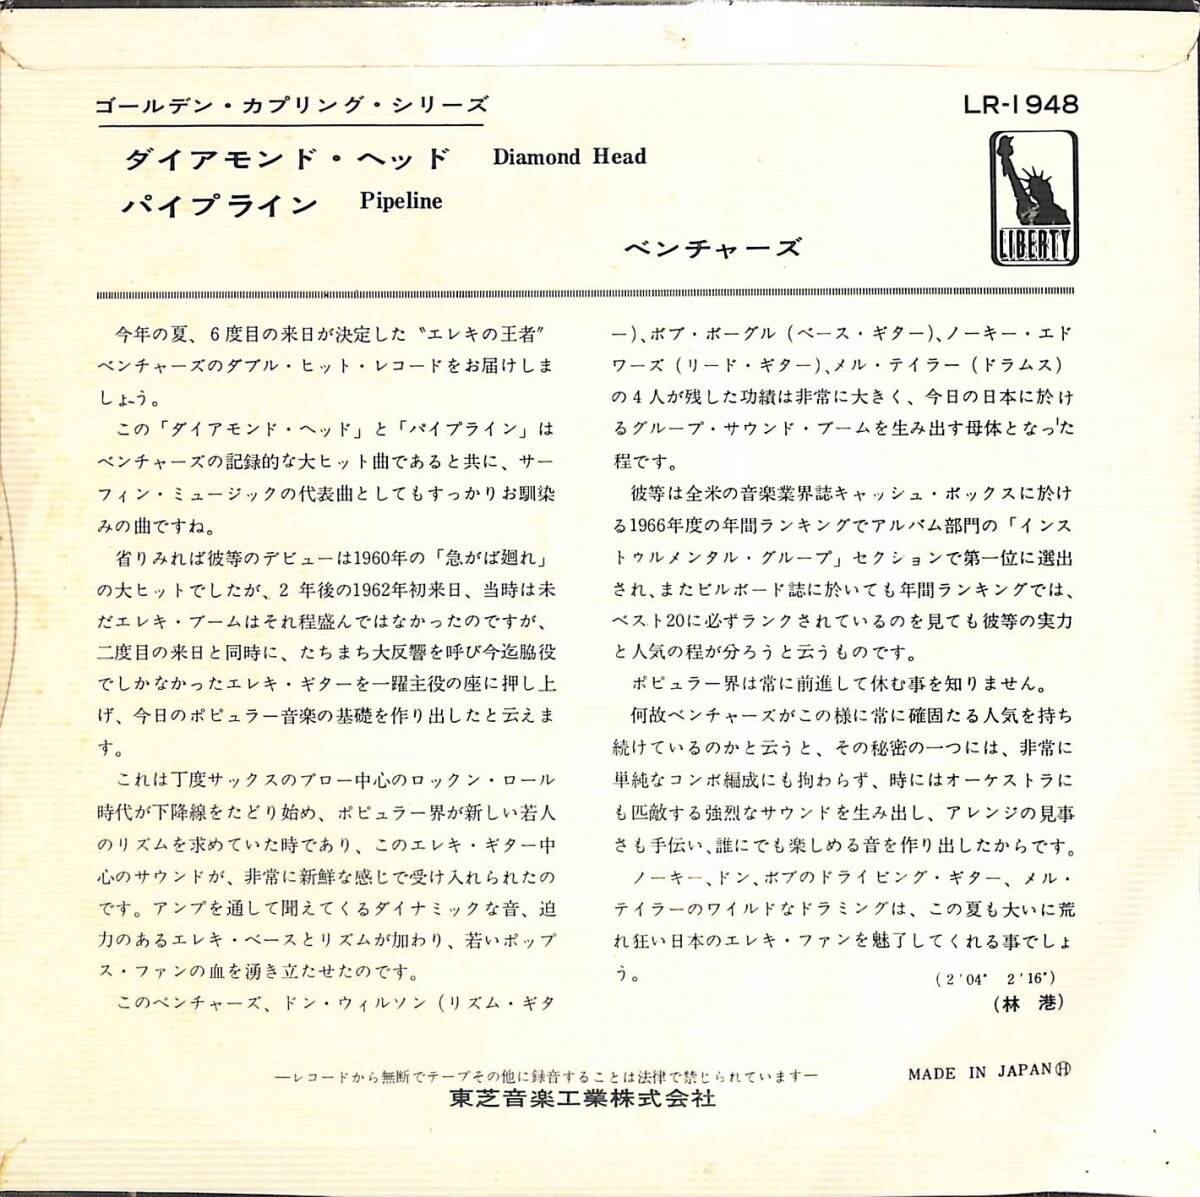 ゴールデン・カプリング・シリーズ
LR-1948
ダイアモンド・ヘッド Diamond Head
パイプライン Pipeline
ベンチャーズ
LIBERTY
今年の夏、6度目の来日が決定した〝エレキの王者〟
ベンチャーズのダブル・ヒット・レコードをお届けしま
しょう。
この「ダイアモンド・ヘッド」と「パイプライン」は
ベンチャーズの記録的な大ヒット曲であると共に、サー
フィン・ミュージックの代表曲としてもすっかりお馴染
みの曲ですね。
省りみれば彼等のデビューは1960年の「急がば廻れ」
の大ヒットでしたが、2年後の1962年初来日、当時は未
だエレキ・ブームはそれ程盛んではなかったのですが、
二度目の来日と同時に、たちまち大反響を呼び今迄脇役
でしかなかったエレキ・ギターを一躍主役の座に押し上
げ、今日のポピュラー音楽の基礎を作り出したと云えま
す。
これは丁度サックスのブロー中心のロックン・ロール
時代が下降線をたどり始め、ポピュラー界が新しい若人
のリズムを求めていた時であり、このエレキ・ギター中
心のサウンドが、非常に新鮮な感じで受け入れられたの
です。アンプを通して聞えてくるダイナミックな音、迫
力のあるエレキ・ベースとリズムが加わり、若いポップ
ス・ファンの血を湧き立たせたのです。
このベンチャーズ、ドン・ウィルソン（リズム・ギタ
ー）、ボブ・ボーグル（ベース・ギター）、ノーキー・エド
ワーズ（リード・ギター）、メル・テイラー（ドラムス）
の4人が残した功績は非常に大きく、今日の日本に於け
るグループ・サウンド・ブームを生み出す母体となった
程です。
彼等は全米の音楽業界誌キャッシュ・ボックスに於け
る1966年度の年間ランキングでアルバム部門の「インス
トゥルメンタル・グループ」セクションで第一位に選出
され、またビルボード誌に於いても年間ランキングでは、
ベスト20に必ずランクされているのを見ても彼等の実力
と人気の程が分ろうと云うものです。
ポピュラー界は常に前進して休む事を知りません。
何故ベンチャーズがこの様に常に確固たる人気を持ち
続けているのかと云うと、その秘密の一つには、非常に
単純なコンボ編成にも拘わらず、時にはオーケストラに
も匹敵する強烈なサウンドを生み出し、アレンジの見事
さも手伝い、誰にでも楽しめる音を作り出したからです。
ノーキー、ドン、ボブのドライビング・ギター、メル・
テイラーのワイルドなドラミングは、この夏も大いに荒
れ狂い日本のエレキ・ファンを魅了してくれる事でしょ
う。
（2′04″ 2′16″）
（林 港）
―レコードから無断でテープその他に録音することは法律で禁じられています―
東芝音楽工業株式会社
MADE IN JAPAN Ⓗ